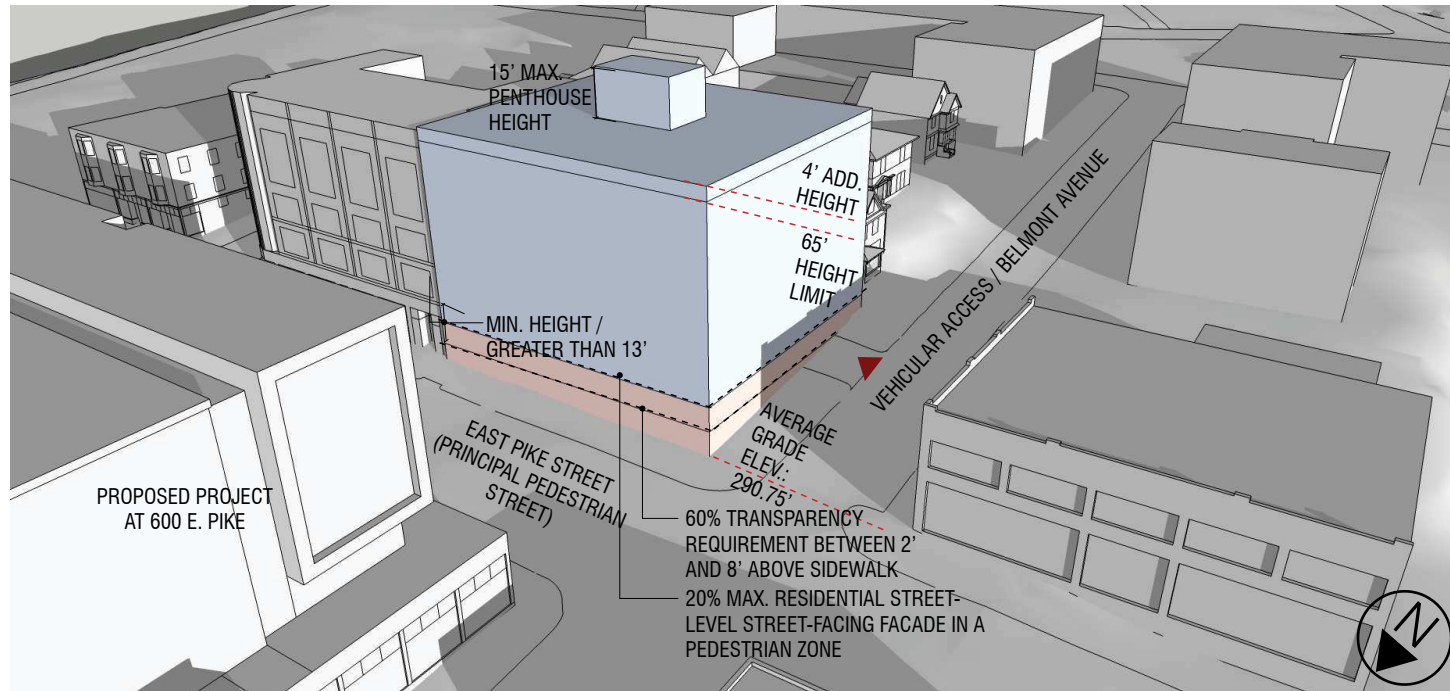 15’ MAX.
PENTHOUSE
HEIGHT
4’ ADD.
HEIGHT
65’
HEIGHT
LIMIT
MIN. HEIGHT /
GREATER THAN 13’
VEHICULAR ACCESS / BELMONT AVENUE
AVERAGE
GRADE
ELEV.:
290.75’
EAST PIKE STREET
(PRINCIPAL PEDESTRIAN
STREET)
PROPOSED PROJECT
AT 600 E. PIKE
60% TRANSPARENCY
REQUIREMENT BETWEEN 2’
AND 8’ ABOVE SIDEWALK
20% MAX. RESIDENTIAL STREET-
LEVEL STREET-FACING FACADE IN A
PEDESTRIAN ZONE
N